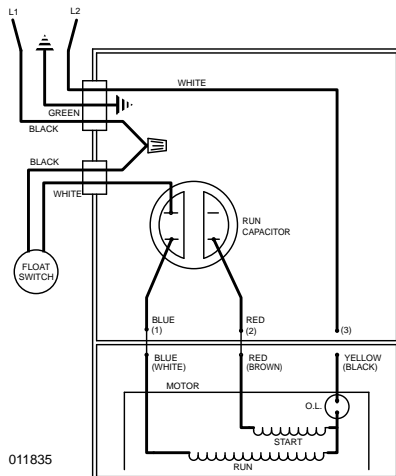 L1
L2
WHITE
GREEN
BLACK
BLACK
WHITE
RUN
CAPACITOR
FLOAT
SWITCH
BLUE
(1)
RED
(2)
(3)
BLUE
(WHITE)
RED
(BROWN)
YELLOW
(BLACK)
MOTOR
O.L.
START
RUN
011835